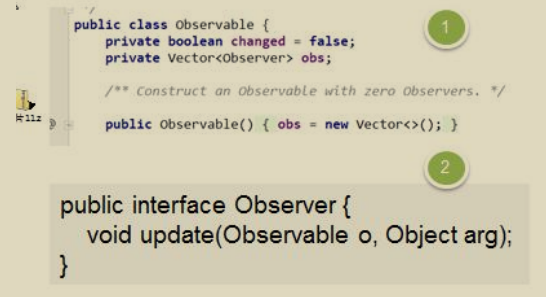 */
public class Observable {
1
private boolean changed = false;
private Vector<Observer> obs;
/** Construct an Observable with zero Observers. */
public Observable() { obs = new Vector<>(); }
2
public interface Observer {
void update(Observable o, Object arg);
}